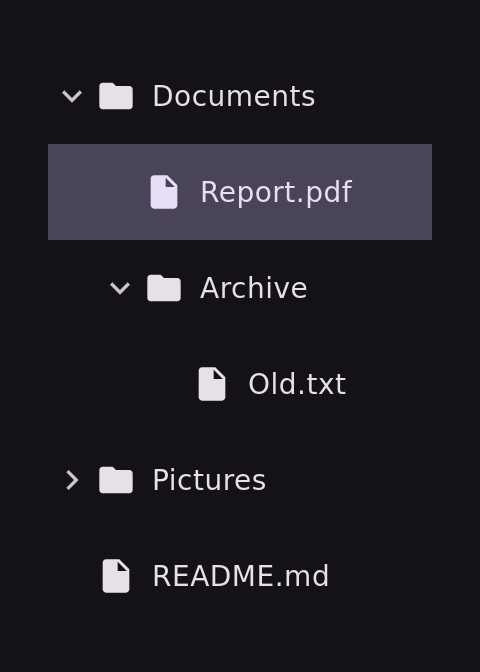 Documents
Report.pdf
Archive
Old.txt
Pictures
README.md